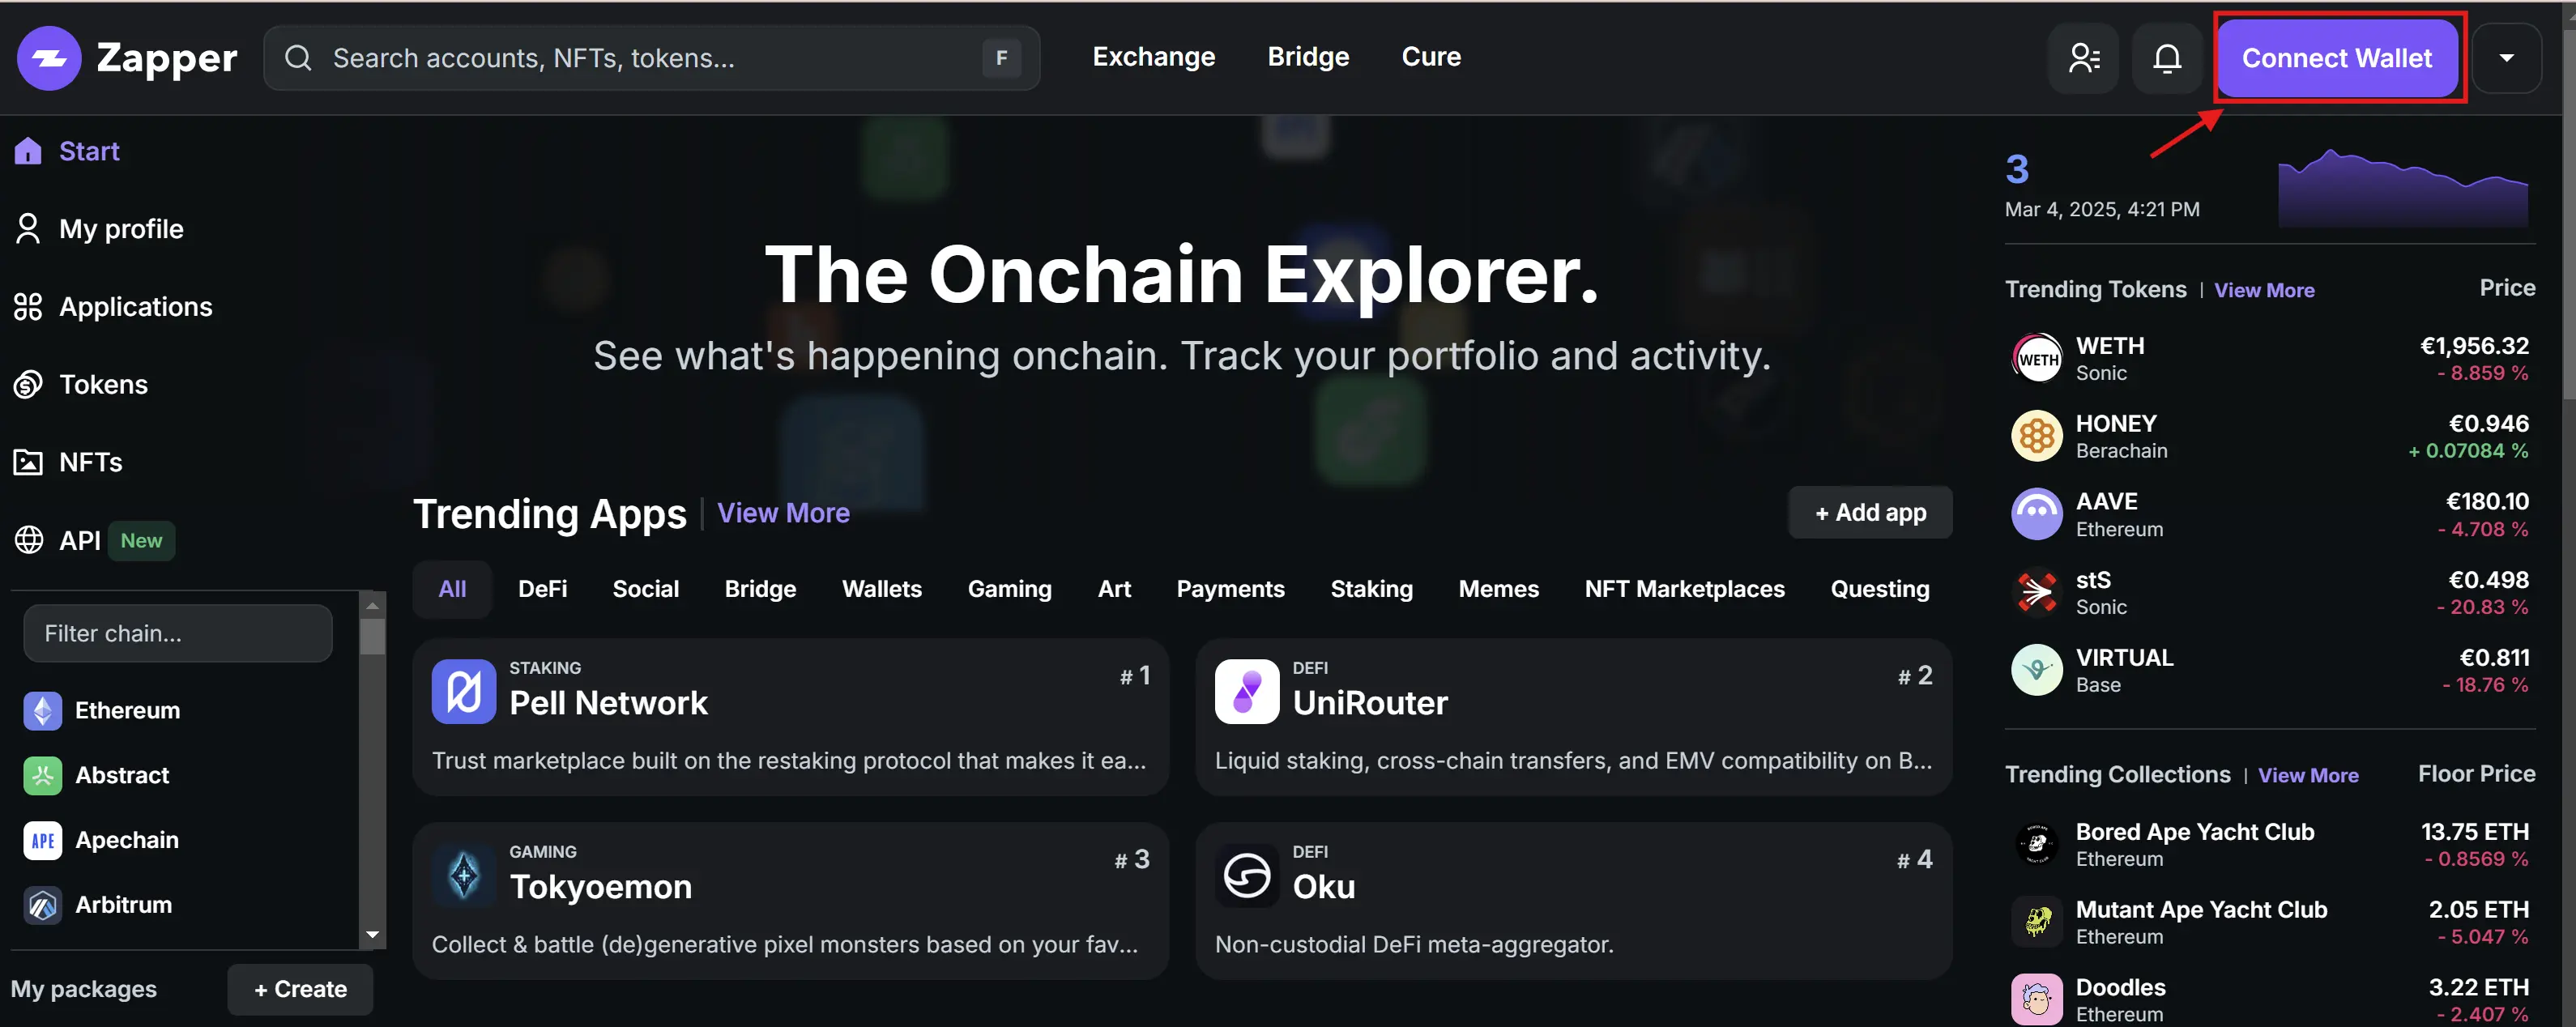 Zapper
Search accounts, NFTs, tokens...
F
Exchange
Bridge
Cure
Connect Wallet
Start
My profile
Applications
Tokens
NFTs
API New
Filter chain...
Ethereum
Abstract
APE Apechain
Arbitrum
My packages
+ Create
The Onchain Explorer.
See what's happening onchain. Track your portfolio and activity.
Trending Apps | View More
+ Add app
All DeFi Social Bridge Wallets Gaming Art Payments Staking Memes NFT Marketplaces Questing
STAKING
Pell Network
# 1
Trust marketplace built on the restaking protocol that makes it ea...
DEFI
UniRouter
# 2
Liquid staking, cross-chain transfers, and EMV compatibility on B...
GAMING
Tokyoemon
# 3
Collect & battle (de)generative pixel monsters based on your fav...
DEFI
Oku
# 4
Non-custodial DeFi meta-aggregator.
3
Mar 4, 2025, 4:21 PM
Trending Tokens | View More Price
WETH
WETH €1,956.32
Sonic - 8.859 %
HONEY €0.946
Berachain + 0.07084 %
AAVE €180.10
Ethereum - 4.708 %
stS €0.498
Sonic - 20.83 %
VIRTUAL €0.811
Base - 18.76 %
Trending Collections | View More Floor Price
Bored Ape Yacht Club 13.75 ETH
Ethereum - 0.8569 %
Mutant Ape Yacht Club 2.05 ETH
Ethereum - 5.047 %
Doodles 3.22 ETH
Ethereum - 2.407 %